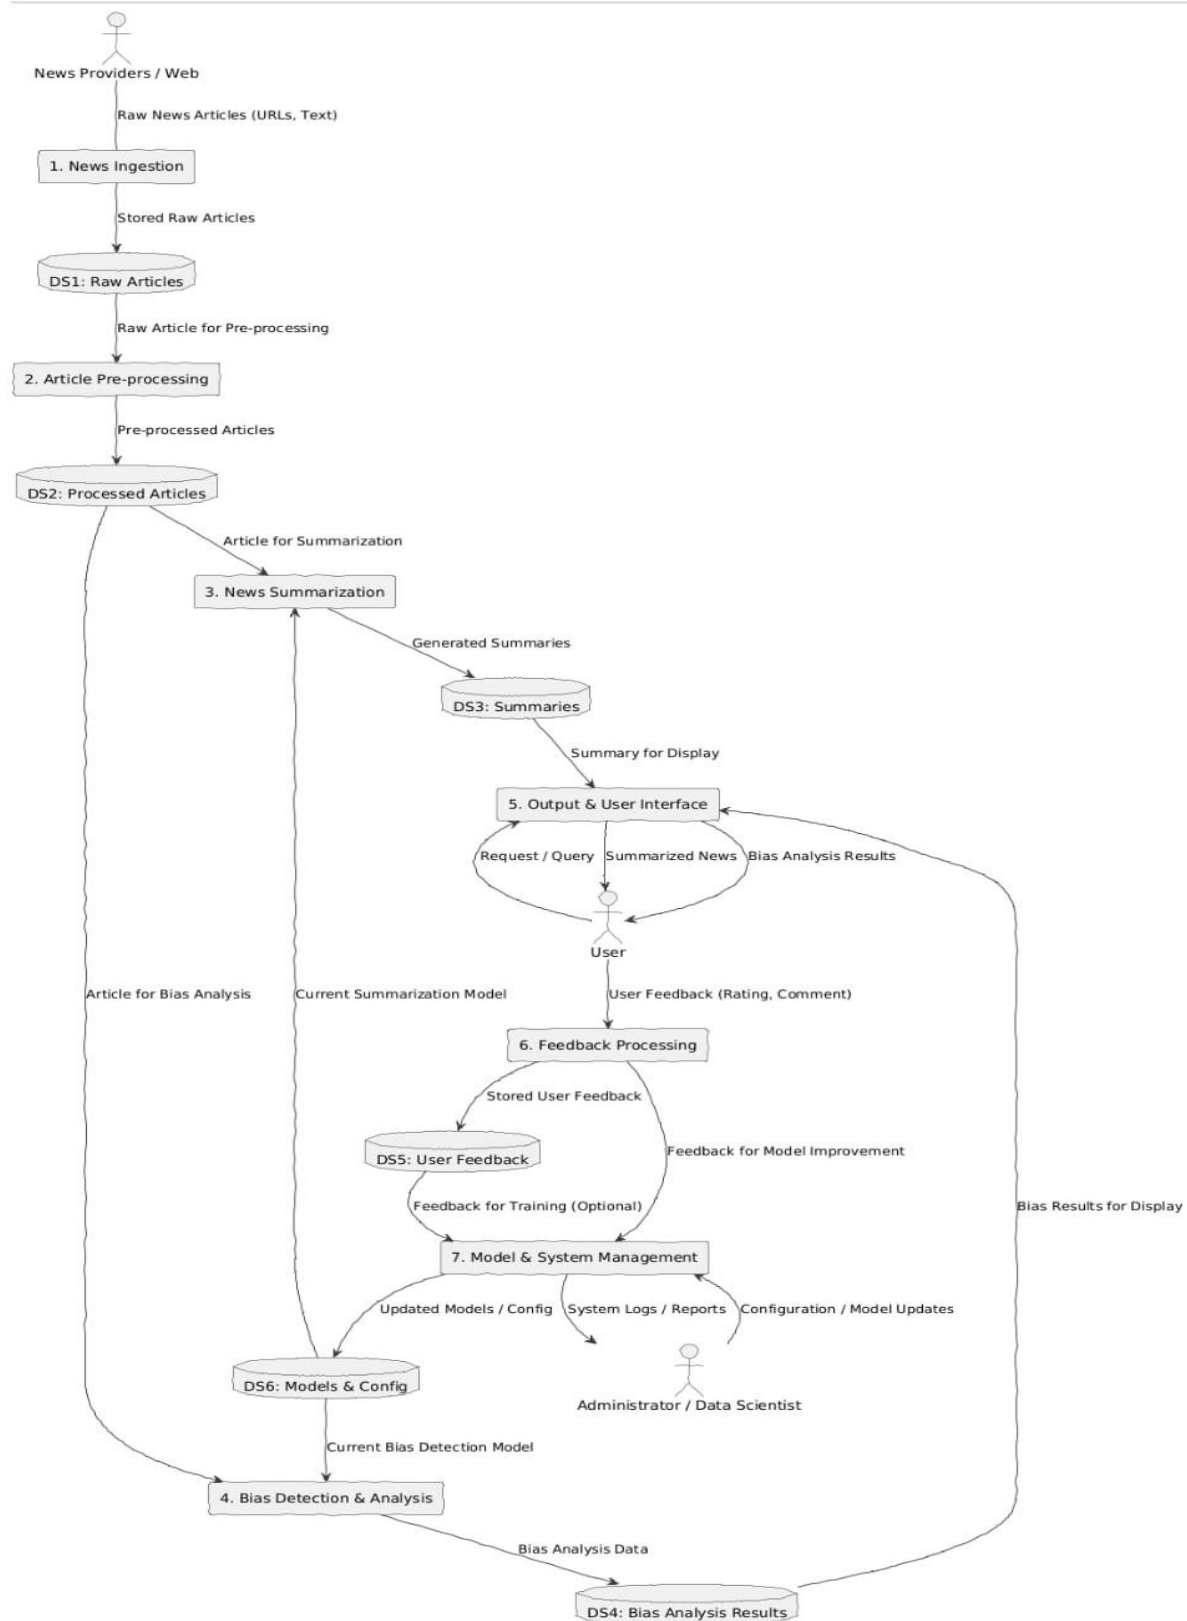 News Providers / Web
Raw News Articles (URLs, Text)
1. News Ingestion
Stored Raw Articles
DS1: Raw Articles
Raw Article for Pre-processing
2. Article Pre-processing
Pre-processed Articles
DS2: Processed Articles
Article for Summarization
3. News Summarization
Generated Summaries
DS3: Summaries
Summary for Display
5. Output & User Interface
Request / Query
Summarized News
Bias Analysis Results
User
Article for Bias Analysis
Current Summarization Model
User Feedback (Rating, Comment)
6. Feedback Processing
Stored User Feedback
DS5: User Feedback
Feedback for Model Improvement
Feedback for Training (Optional)
Bias Results for Display
7. Model & System Management
Updated Models / Config
System Logs / Reports
Configuration / Model Updates
DS6: Models & Config
Administrator / Data Scientist
Current Bias Detection Model
4. Bias Detection & Analysis
Bias Analysis Data
DS4: Bias Analysis Results